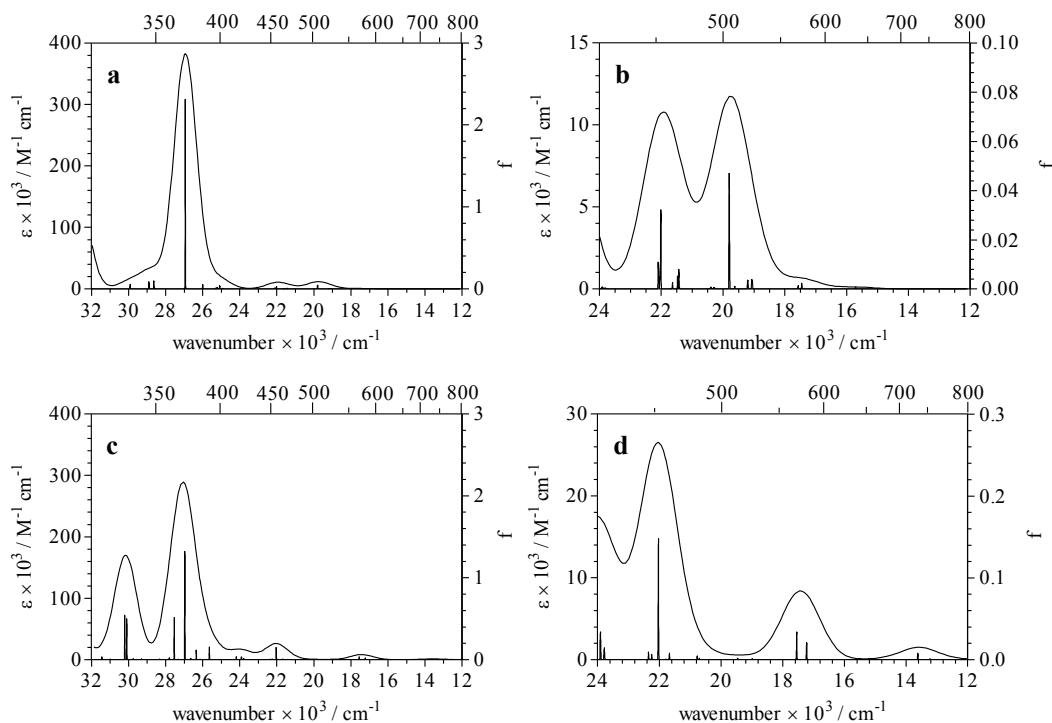 350 400 450 500 600 700 800
400 300 200 100 0
a
3 2 1 0
32 30 28 26 24 22 20 18 16 14 12
ε × 10³ / M⁻¹ cm⁻¹
f
wavenumber × 10³ / cm⁻¹
500 600 700 800
15 10 5 0
b
0.10 0.08 0.06 0.04 0.02 0.00
24 22 20 18 16 14 12
ε × 10³ / M⁻¹ cm⁻¹
f
wavenumber × 10³ / cm⁻¹
350 400 450 500 600 700 800
400 300 200 100 0
c
3 2 1 0
32 30 28 26 24 22 20 18 16 14 12
ε × 10³ / M⁻¹ cm⁻¹
f
wavenumber × 10³ / cm⁻¹
500 600 700 800
30 20 10 0
d
0.3 0.2 0.1 0.0
24 22 20 18 16 14 12
ε × 10³ / M⁻¹ cm⁻¹
f
wavenumber × 10³ / cm⁻¹